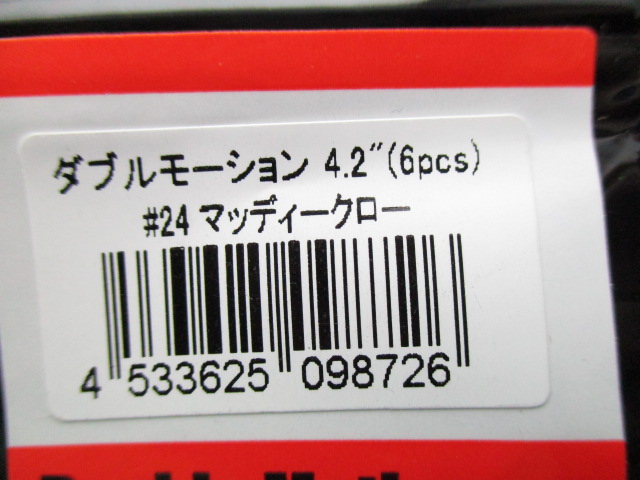 ダブルモーション 4.2"(6pcs)
#24 マッディークロー
4 533625 098726